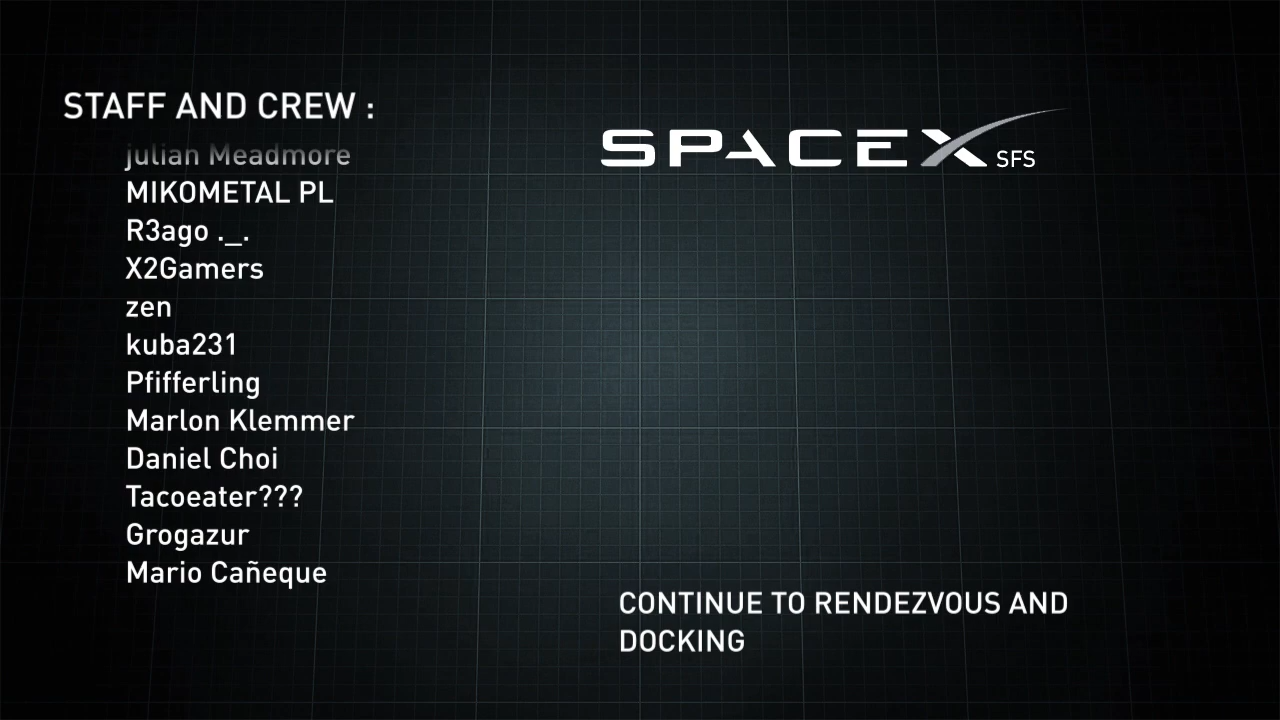 STAFF AND CREW :
julian Meadmore
MIKOMETAL PL
R3ago ._.
X2Gamers
zen
kuba231
Pfifferling
Marlon Klemmer
Daniel Choi
Tacoeater???
Grogazur
Mario Cañeque
SPACEX SFS
CONTINUE TO RENDEZVOUS AND
DOCKING